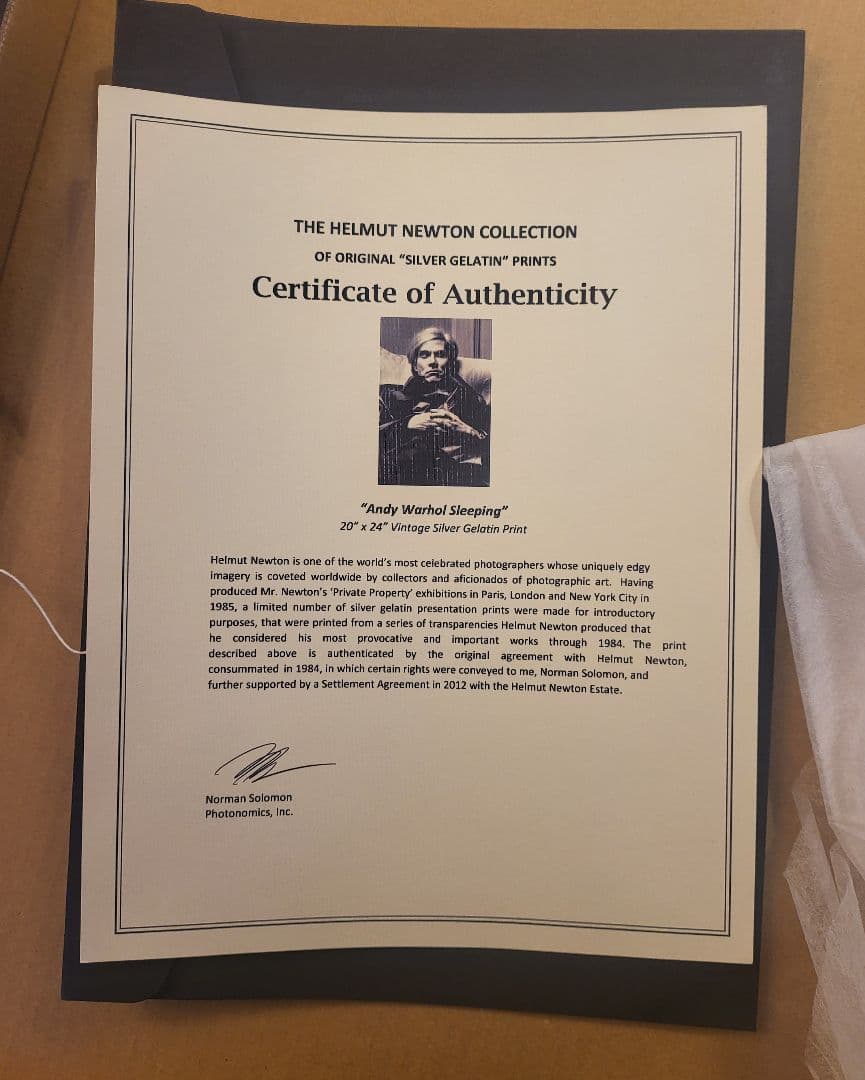 THE HELMUT NEWTON COLLECTION
OF ORIGINAL “SILVER GELATIN” PRINTS
Certificate of Authenticity
“Andy Warhol Sleeping”
20” x 24” Vintage Silver Gelatin Print
Helmut Newton is one of the world’s most celebrated photographers whose uniquely edgy
imagery is coveted worldwide by collectors and aficionados of photographic art. Having
produced Mr. Newton’s ‘Private Property’ exhibitions in Paris, London and New York City in
1985, a limited number of silver gelatin presentation prints were made for introductory
purposes, that were printed from a series of transparencies Helmut Newton produced that
he considered his most provocative and important works through 1984. The print
described above is authenticated by the original agreement with Helmut Newton,
consummated in 1984, in which certain rights were conveyed to me, Norman Solomon, and
further supported by a Settlement Agreement in 2012 with the Helmut Newton Estate.
Norman Solomon
Photonomics, Inc.